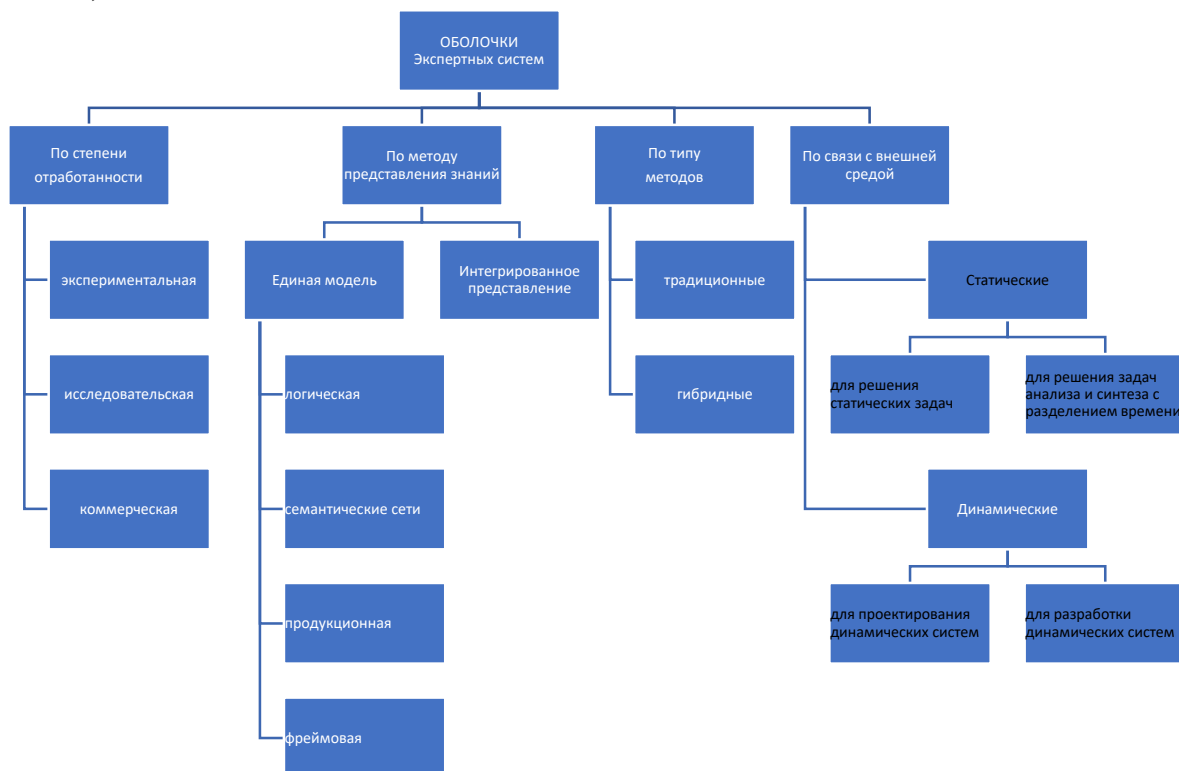 ОБОЛОЧКИ
Экспертных систем
По степени
отработанности
По методу
представления знаний
По типу
методов
По связи с внешней
средой
экспериментальная
Единая модель
Интегрированное
представление
традиционные
Статические
исследовательская
логическая
гибридные
для решения
статических задач
для решения задач
анализа и синтеза с
разделением времени
коммерческая
семантические сети
Динамические
продукционная
для проектирования
динамических систем
для разработки
динамических систем
фреймовая